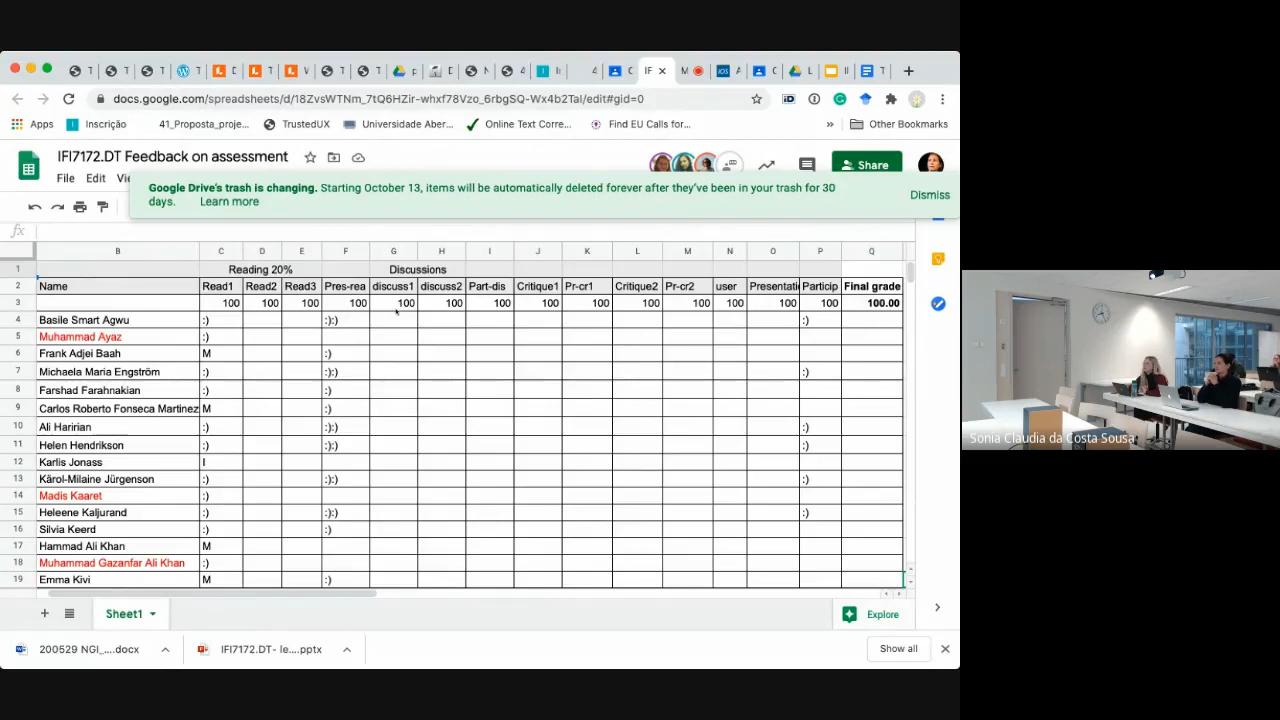 docs.google.com/spreadsheets/d/18ZvsWTNm_7tQ6HZir-whxf78Vzo_6rbgSQ-Wx4b2TaI/edit#gid=0
Apps Inscrição 41_Proposta_proje... TrustedUX Universidade Aber... Online Text Corre... Find EU Calls for... » Other Bookmarks
IFI7172.DT Feedback on assessment
Share
File Edit
Google Drive's trash is changing. Starting October 13, items will be automatically deleted forever after they've been in your trash for 30
days. Learn more
Dismiss
fx
B C D E F G H I J K L M N O P Q
1 Reading 20% Discussions
2 Name Read1 Read2 Read3 Pres-rea discuss1 discuss2 Part-dis Critique1 Pr-cr1 Critique2 Pr-cr2 user Presentati Particip Final grade
3 100 100 100 100 100 100 100 100 100 100 100 100 100 100 100.00
4 Basile Smart Agwu :) :):) :)
5 Muhammad Ayaz :)
6 Frank Adjei Baah M :)
7 Michaela Maria Engström :) :):) :)
8 Farshad Farahnakian :) :)
9 Carlos Roberto Fonseca Martinez M :)
10 Ali Haririan :) :):) :)
11 Helen Hendrikson :) :):) :)
12 Karlis Jonass I
13 Kärol-Milaine Jürgenson :) :):) :)
14 Madis Kaaret :)
15 Heleene Kaljurand :) :):) :)
16 Silvia Keerd :) :)
17 Hammad Ali Khan M
18 Muhammad Gazanfar Ali Khan :)
19 Emma Kivi M :)
Sheet1
Explore
200529 NGI_....docx
IFI7172.DT- le....pptx
Show all
Sonia Claudia da Costa Sousa